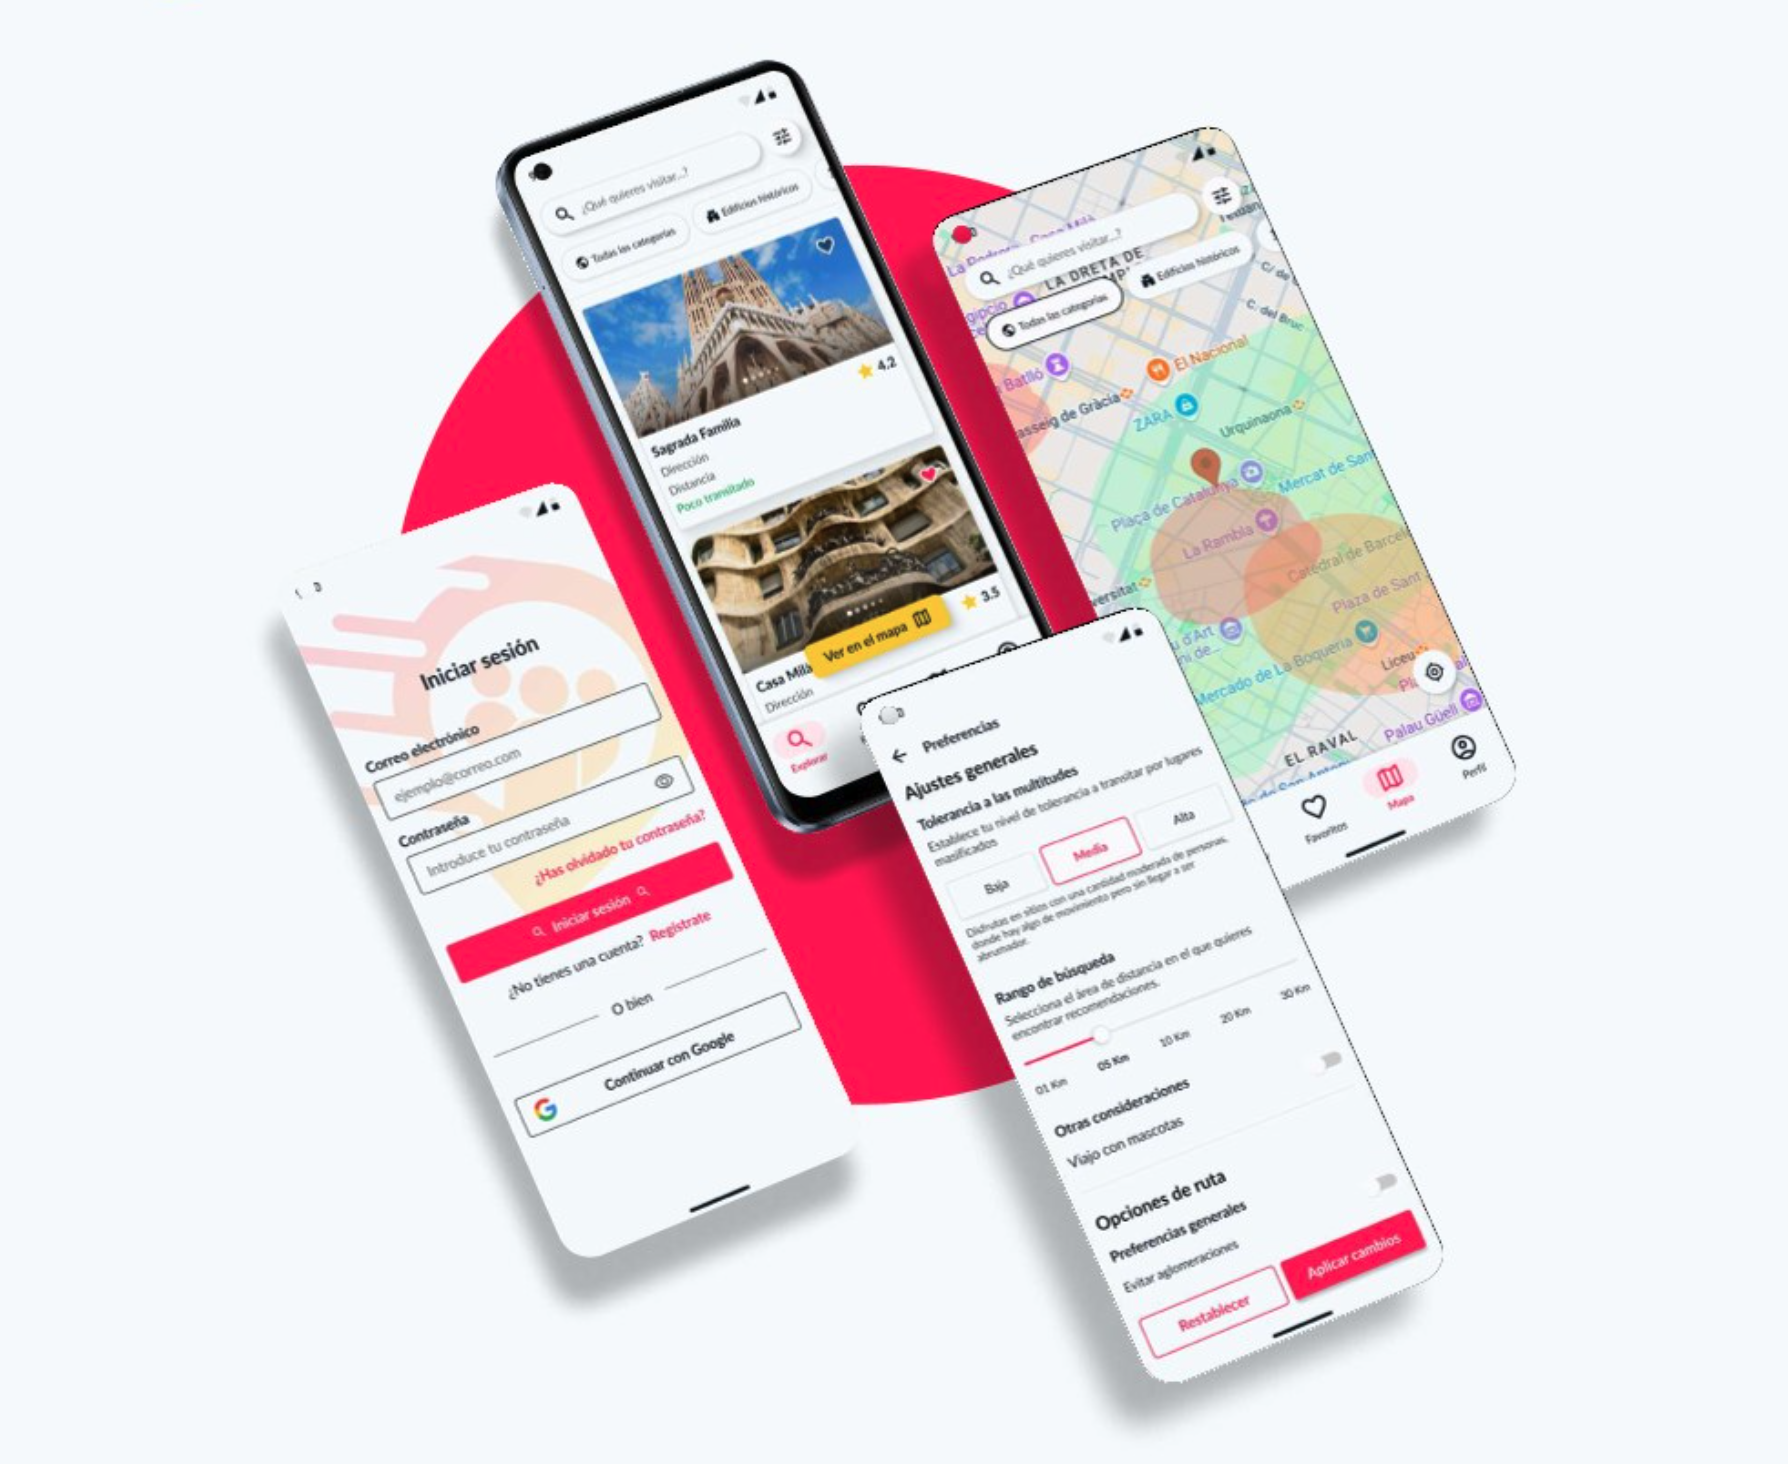 ¿Qué quieres visitar...?
Todas las categorías
Edificios históricos
4.2
Sagrada Familia
Dirección
Distancia
Poco transitado
3.5
Ver en el mapa
Casa Milà
Dirección
Explorar
¿Qué quieres visitar...?
LA DRETA DE
Todas las categorías
Edificios históricos
C/ de
C. del Bruc
Batlló
El Nacional
asseig de Gràcia
ZARA
Urquinaona
Mercat de Sant
Plaça de Catalunya
La Rambla
Catedral de Barcel
versitat
Plaza de Sant
u d'Art
ni de...
Mercado de La Boqueria
Liceu
Palau Güell
EL RAVAL
Favoritos
Mapa
Perfil
Iniciar sesión
Correo electrónico
ejemplo@correo.com
Contraseña
Introduce tu contraseña
¿Has olvidado tu contraseña?
Iniciar sesión
¿No tienes una cuenta? Regístrate
O bien
Continuar con Google
Preferencias
Ajustes generales
Tolerancia a las multitudes
Establece tu nivel de tolerancia a transitar por lugares
masificados
Baja
Media
Alta
Disfrutas en sitios con una cantidad moderada de personas,
donde hay algo de movimiento pero sin llegar a ser
abrumador.
Rango de búsqueda
Selecciona el área de distancia en el que quieres
encontrar recomendaciones.
01 Km
05 Km
10 Km
20 Km
30 Km
Otras consideraciones
Viajo con mascotas
Opciones de ruta
Preferencias generales
Evitar aglomeraciones
Restablecer
Aplicar cambios